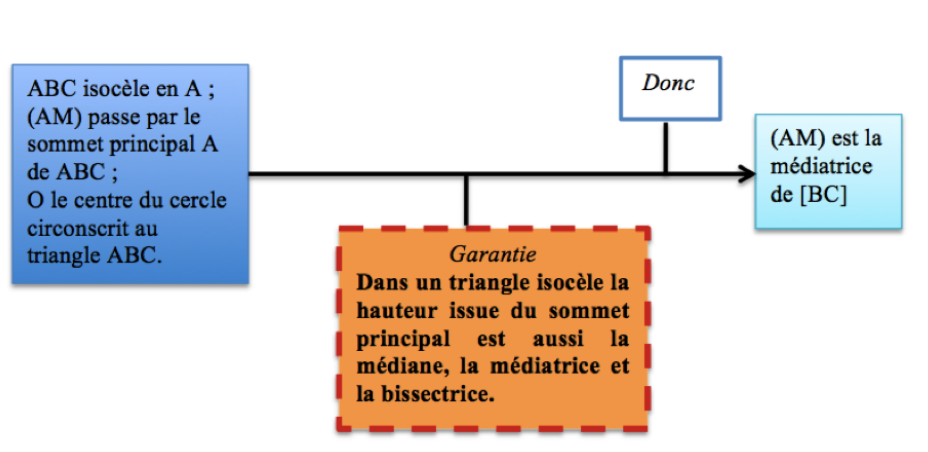 ABC isocèle en A ;
(AM) passe par le
sommet principal A
de ABC ;
O le centre du cercle
circonscrit au
triangle ABC.
Donc
(AM) est la
médiatrice
de [BC]
Garantie
Dans un triangle isocèle la
hauteur issue du sommet
principal est aussi la
médiane, la médiatrice et
la bissectrice.